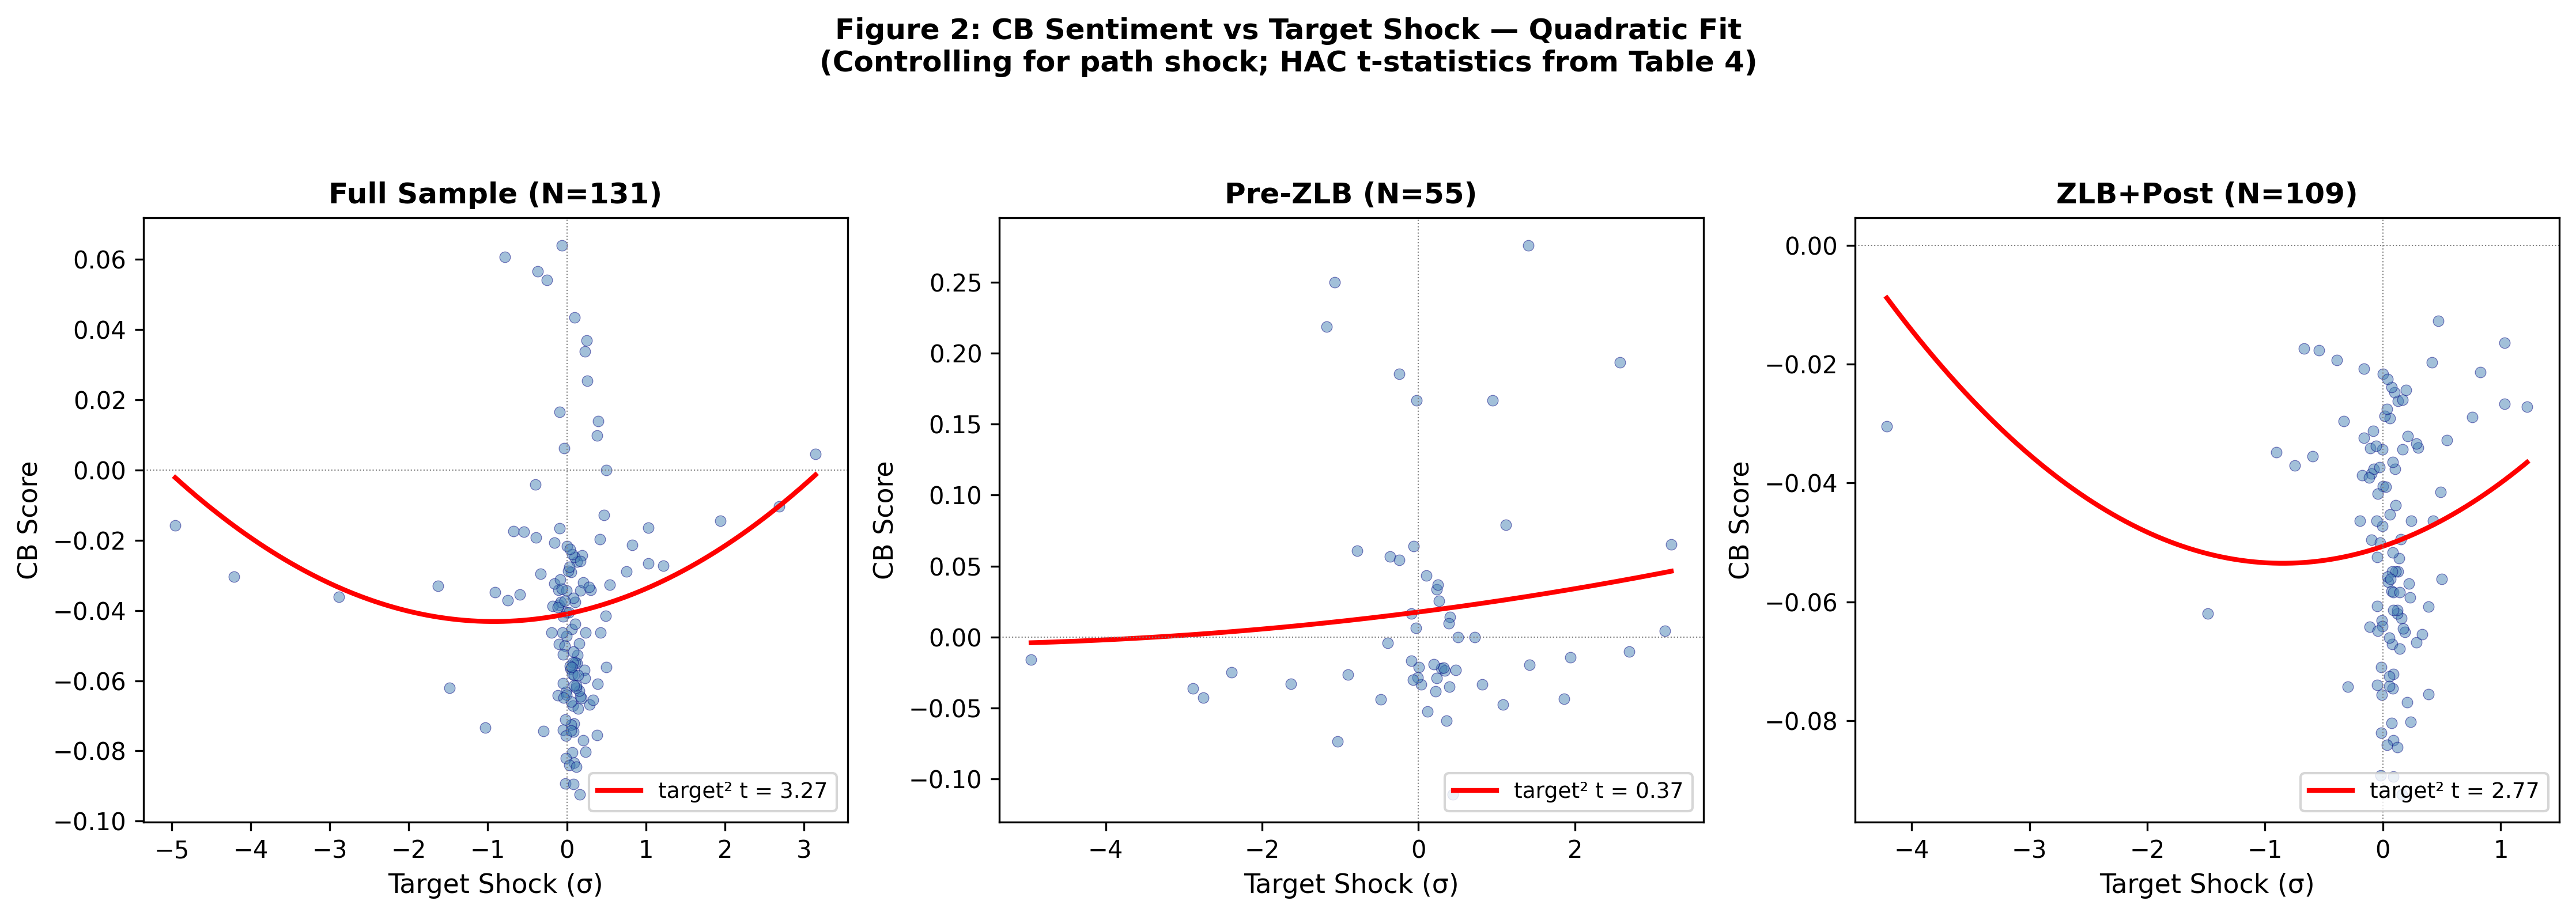 Figure 2: CB Sentiment vs Target Shock — Quadratic Fit
(Controlling for path shock; HAC t-statistics from Table 4)
Full Sample (N=131)
CB Score
0.06
0.04
0.02
0.00
−0.02
−0.04
−0.06
−0.08
−0.10
target² t = 3.27
−5 −4 −3 −2 −1 0 1 2 3
Target Shock (σ)
Pre-ZLB (N=55)
CB Score
0.25
0.20
0.15
0.10
0.05
0.00
−0.05
−0.10
target² t = 0.37
−4 −2 0 2
Target Shock (σ)
ZLB+Post (N=109)
CB Score
0.00
−0.02
−0.04
−0.06
−0.08
target² t = 2.77
−4 −3 −2 −1 0 1
Target Shock (σ)